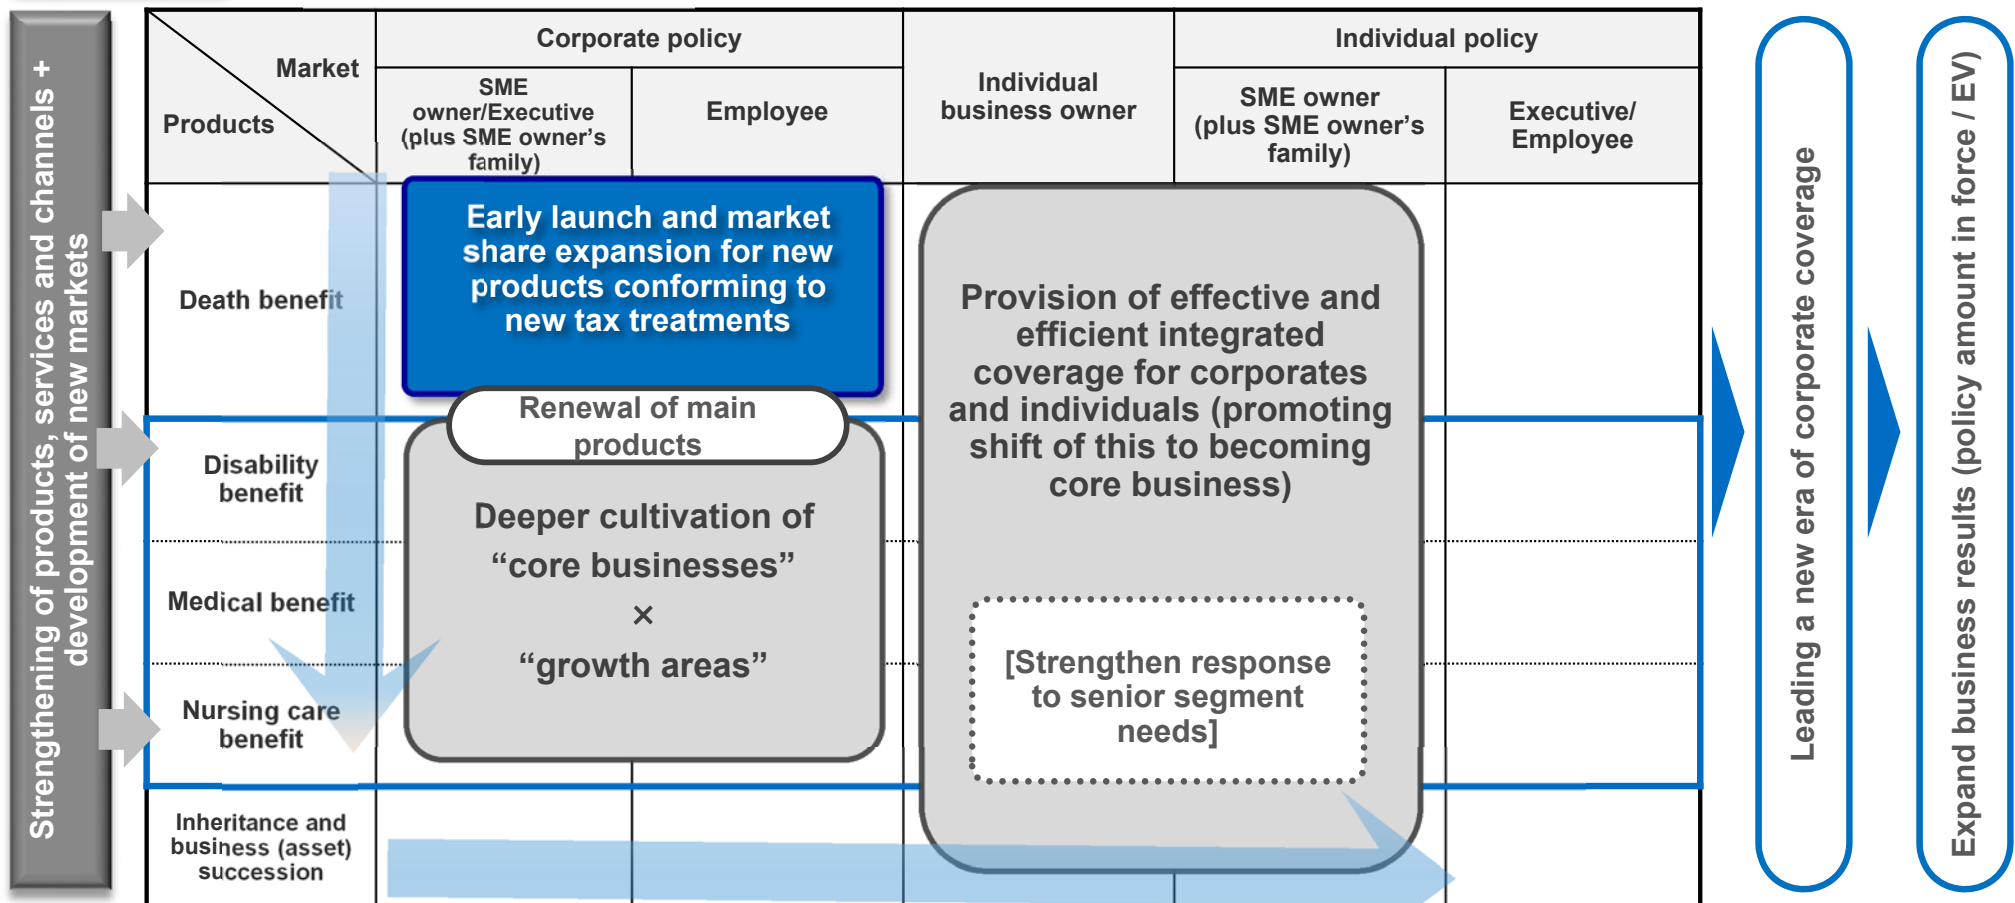 Strengthening of products, services and channels +
development of new markets
Market
Products
Corporate policy
SME
owner/Executive
(plus SME owner’s
family)
Employee
Individual
business owner
Individual policy
SME owner
(plus SME owner’s
family)
Executive/
Employee
Death benefit
Disability
benefit
Medical benefit
Nursing care
benefit
Inheritance and
business (asset)
succession
Early launch and market
share expansion for new
products conforming to
new tax treatments
Renewal of main
products
Deeper cultivation of
“core businesses”
×
“growth areas”
Provision of effective and
efficient integrated
coverage for corporates
and individuals (promoting
shift of this to becoming
core business)
[Strengthen response
to senior segment
needs]
Leading a new era of corporate coverage
Expand business results (policy amount in force / EV)